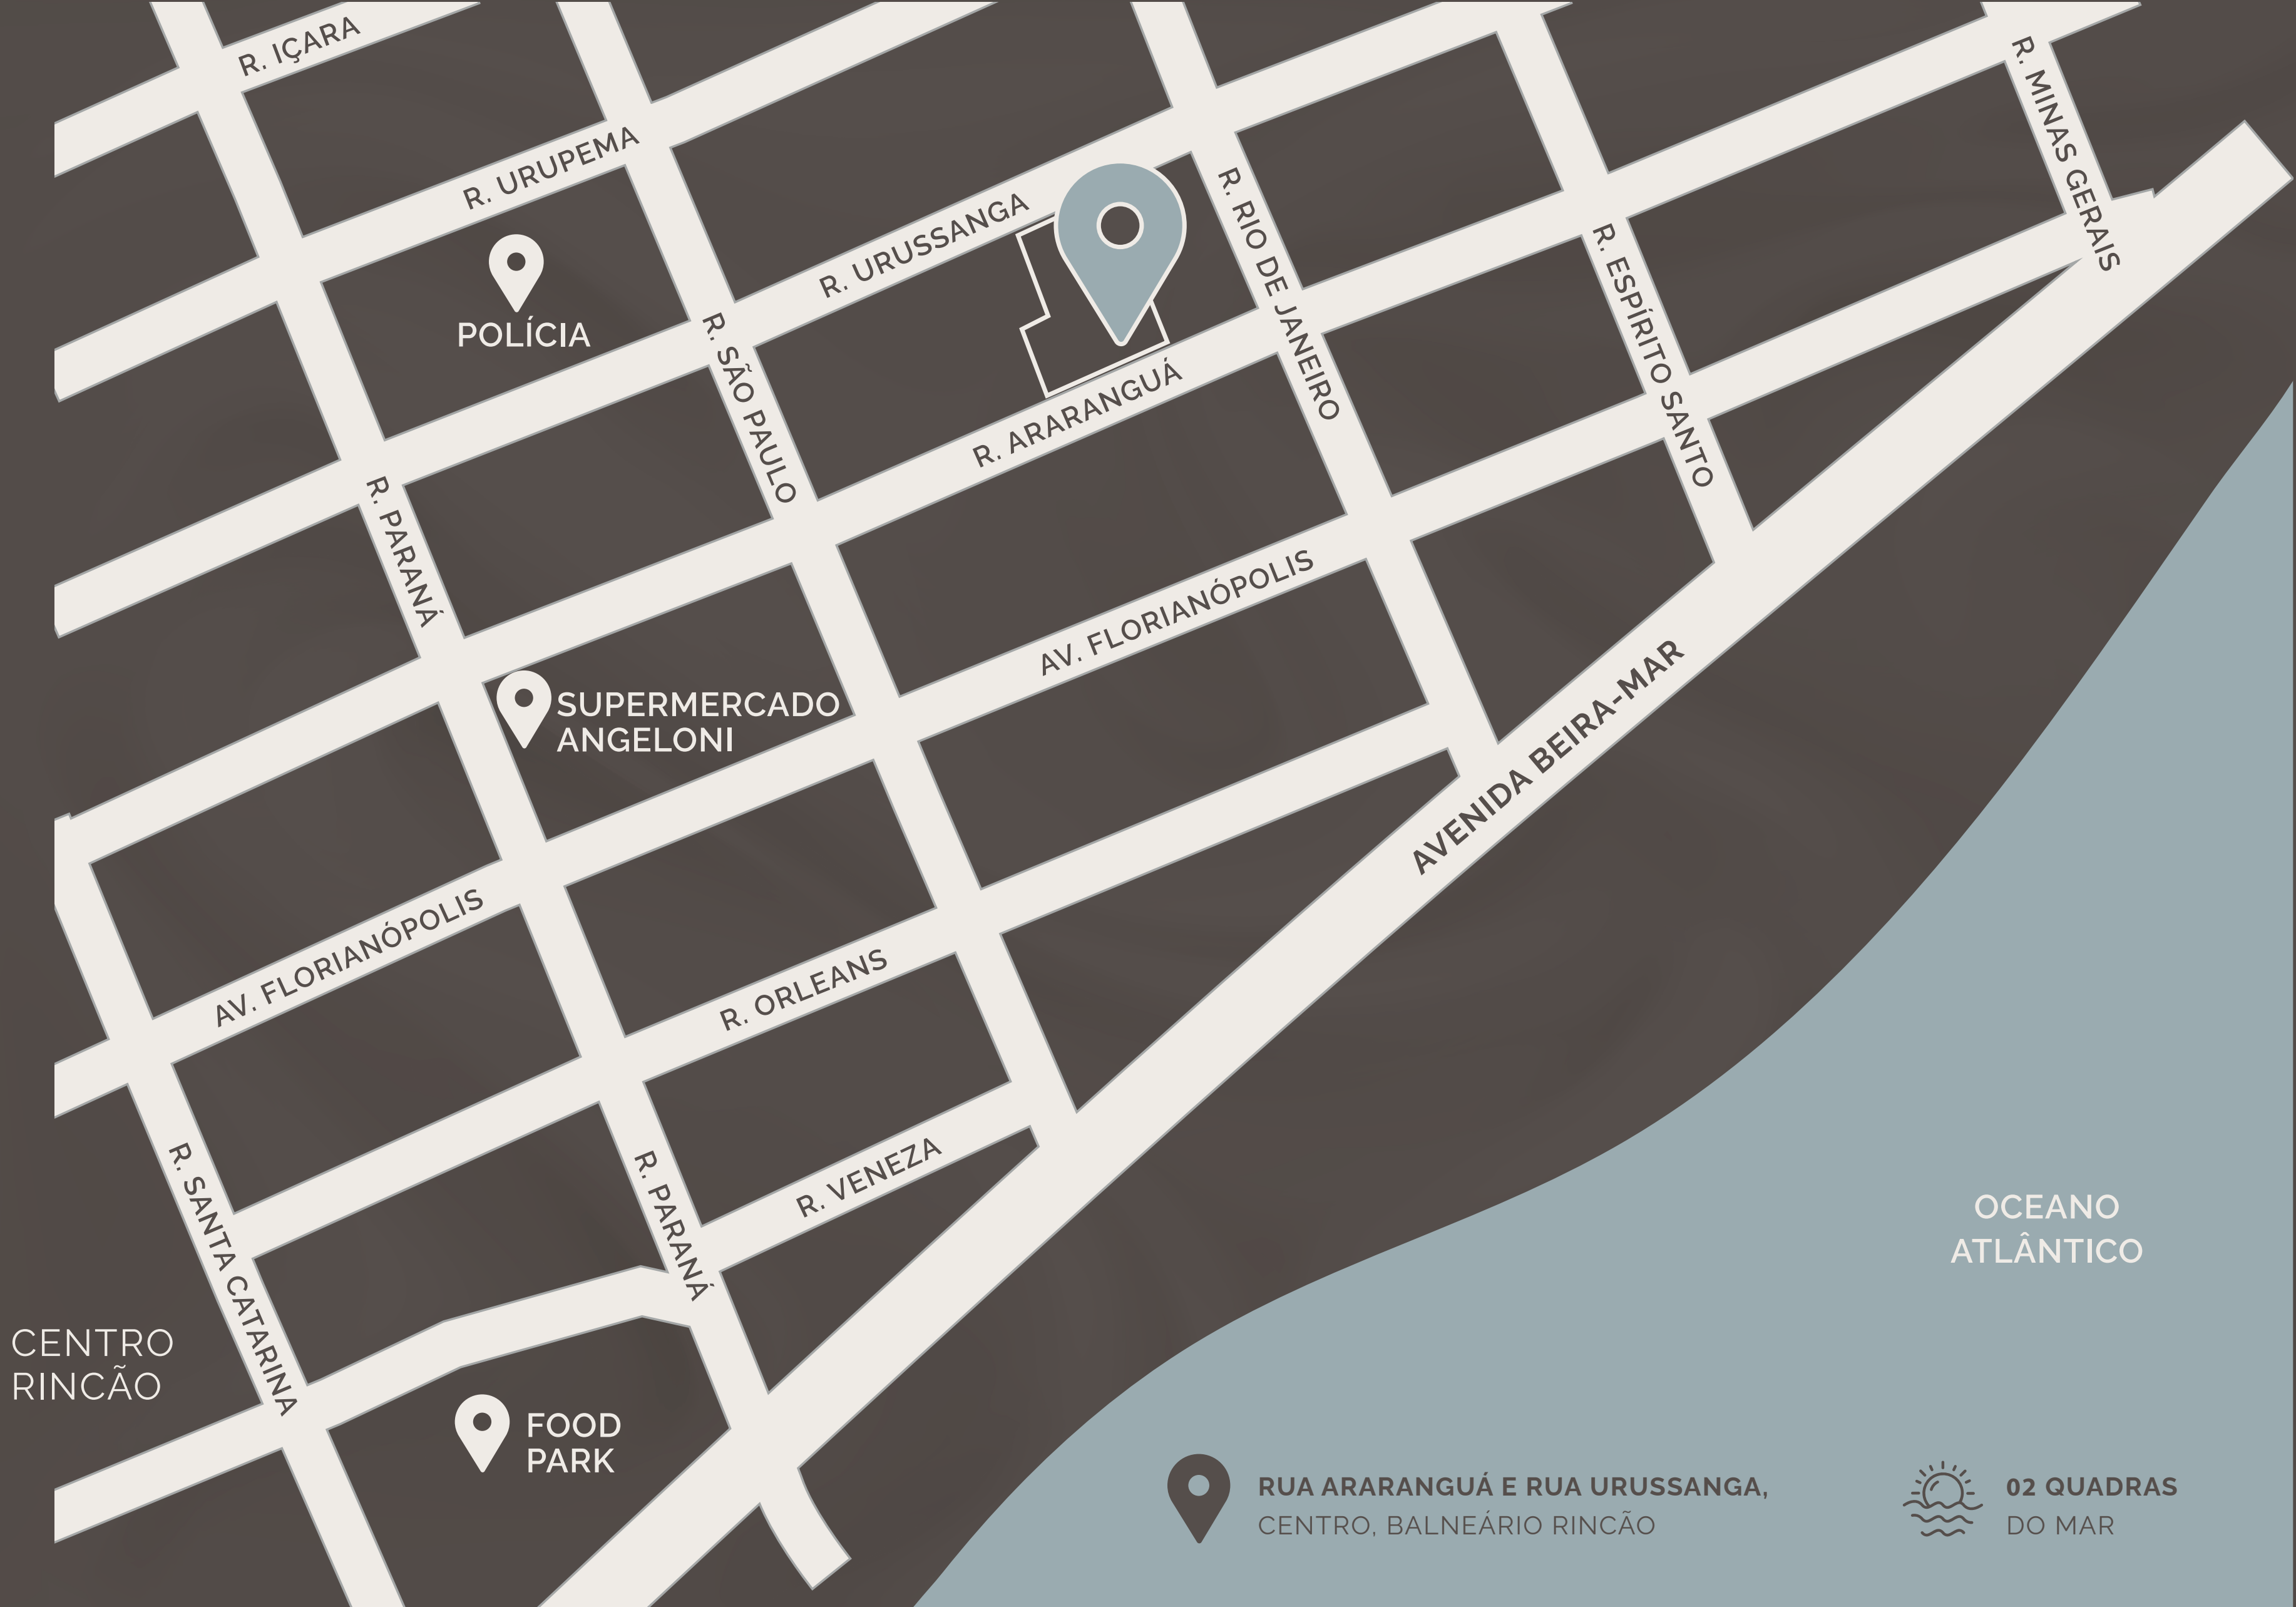 R. IÇARA
R. MINAS GERAIS
R. URUPEMA
R. RIO DE JANEIRO
R. URUSSANGA
R. ESPÍRITO SANTO
POLÍCIA
R. SÃO PAULO
R. ARARANGUÁ
R. PARANÁ
AV. FLORIANÓPOLIS
AVENIDA BEIRA-MAR
SUPERMERCADO
ANGELONI
AV. FLORIANÓPOLIS
R. ORLEANS
R. SANTA CATARINA
R. PARANÁ
R. VENEZA
OCEANO
ATLÂNTICO
CENTRO
RINCÃO
FOOD
PARK
RUA ARARANGUÁ E RUA URUSSANGA,
CENTRO, BALNEÁRIO RINCÃO
02 QUADRAS
DO MAR